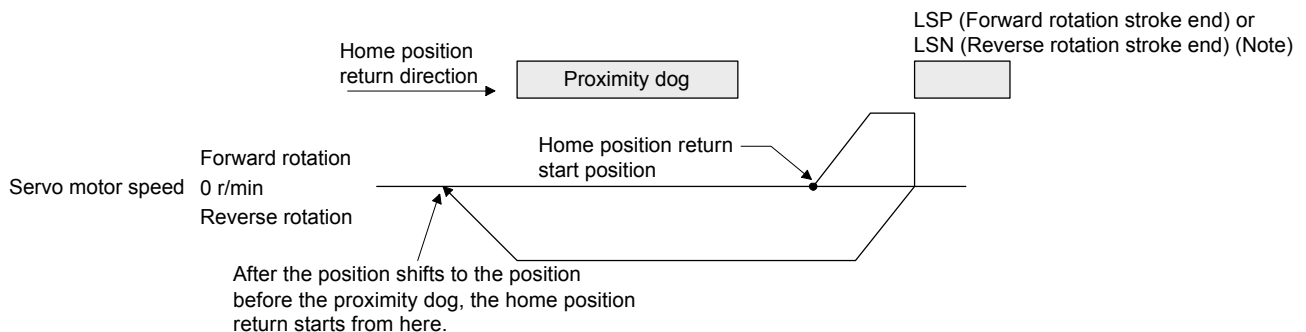 LSP (Forward rotation stroke end) or
LSN (Reverse rotation stroke end) (Note)
Home position
return direction
Proximity dog
Home position return
start position
Forward rotation
Servo motor speed 0 r/min
Reverse rotation
After the position shifts to the position
before the proximity dog, the home position
return starts from here.